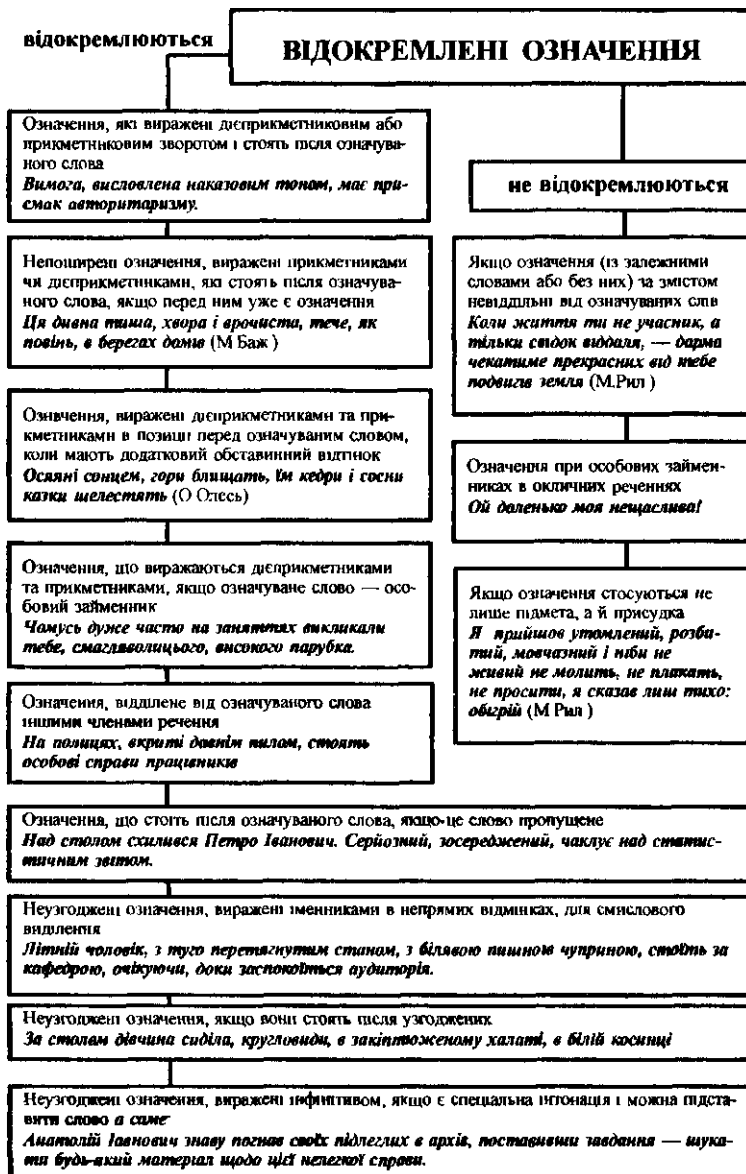 відокремлюються
ВІДОКРЕМЛЕНІ ОЗНАЧЕННЯ
Означення, які виражені дієприкметниковим або
прикметниковим зворотом і стоять після означува-
ного слова
Вимога, висловлена наказовим тоном, має при-
смак авторитаризму.
Непоширені означення, виражені прикметниками
чи дієприкметниками, які стоять після означува-
ного слова, якщо перед ним уже є означення
Ця дивна тиша, хвора і врочиста, тече, як
повінь, в берегах домів (М Баж )
Означення, виражені дієприкметниками та при-
кметниками в позиції перед означуваним словом,
коли мають додатковий обставинний відтінок
Осяяні сонцем, гори блищать, їм кедри і сосни
казки шелестять (О Олесь)
Означення, що виражаються дієприкметниками
та прикметниками, якщо означуване слово — осо-
бовий займенник
Чомусь дуже часто на заняттях викликали
тебе, смагляволицього, високого парубка.
Означення, відділене від означуваного слова
іншими членами речення
На полицях, вкриті давнім пилом, стоять
особові справи працівників
не відокремлюються
Якщо означення (із залежними
словами або без них) за змістом
невіддільні від означуваних слів
Коли життя ти не учасник, а
тільки свідок віддаля, — дарма
чекатиме прекрасних від тебе
подвигів земля (М.Рил )
Означення при особових займен-
никах в окличних реченнях
Ой доленько моя нещаслива!
Якщо означення стосуються не
лише підмета, а й присудка
Я прийшов утомлений, розби-
тий, мовчазний і ніби не
живий не молить, не плакать,
не просити, я сказав лиш тихо:
обігрій (М Рил )
Означення, що стоїть після означуваного слова, якщо-це слово пропущене
Над столом схилився Петро Іванович. Серйозний, зосереджений, чаклує над статис-
тичним звітом.
Неузгоджені означення, виражені іменниками в непрямих відмінках, для смислового
виділення
Літній чоловік, з туго перетягнутим станом, з білявою пишною чуприною, стоїть за
кафедрою, очікуючи, доки заспокоїться аудиторія.
Неузгоджені означення, якщо вони стоять після узгоджених
За столом дівчина сиділа, кругловида, в закіптюженому халаті, в білій косинці
Неузгоджені означення, виражені інфінітивом, якщо є спеціальна інтонація і можна підста-
вити слово а саме
Анатолій Іванович знову погнав своїх підлеглих в архів, поставивши завдання — шука-
ти будь-який матеріал щодо цієї нелегкої справи.